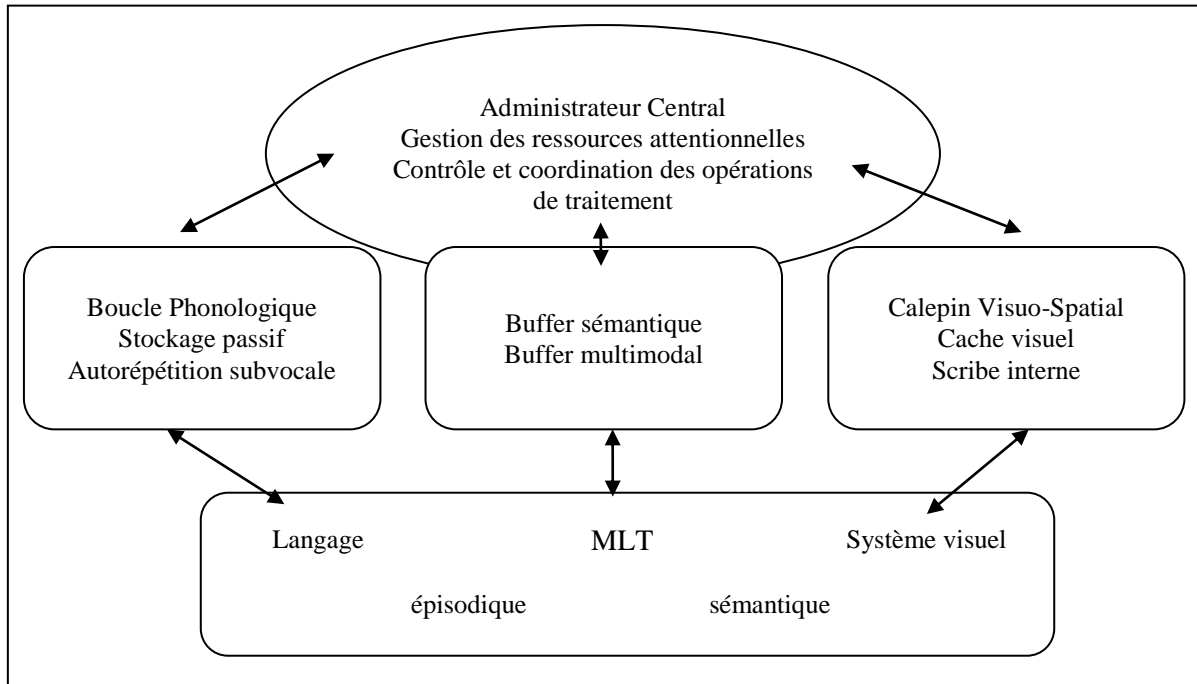 Administrateur Central
Gestion des ressources attentionnelles
Contrôle et coordination des opérations
de traitement
Boucle Phonologique
Stockage passif
Autorépétition subvocale
Buffer sémantique
Buffer multimodal
Calepin Visuo-Spatial
Cache visuel
Scribe interne
Langage MLT Système visuel
épisodique sémantique